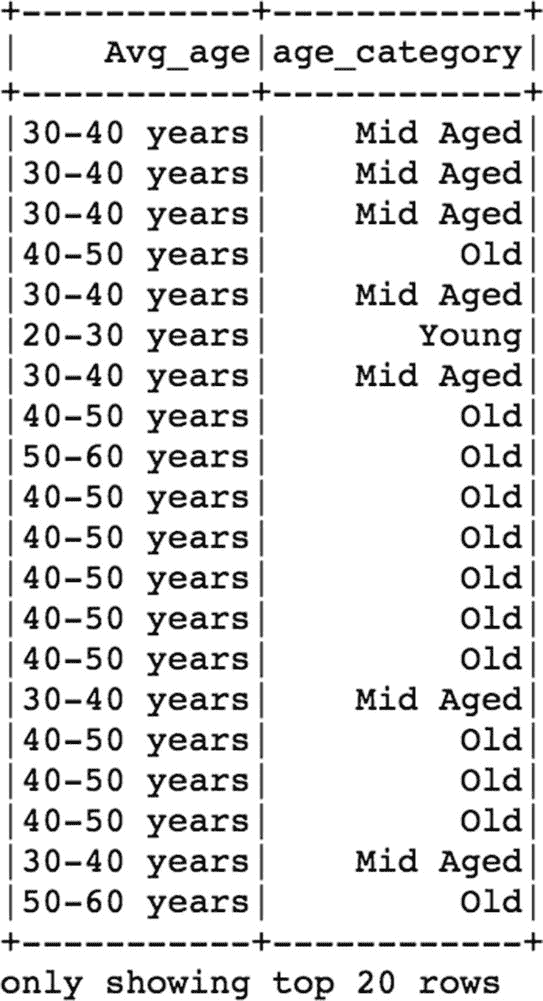 +-----------+------------+
|    Avg_age|age_category|
+-----------+------------+
|30-40 years|    Mid Aged|
|30-40 years|    Mid Aged|
|30-40 years|    Mid Aged|
|40-50 years|         Old|
|30-40 years|    Mid Aged|
|20-30 years|       Young|
|30-40 years|    Mid Aged|
|40-50 years|         Old|
|50-60 years|         Old|
|40-50 years|         Old|
|40-50 years|         Old|
|40-50 years|         Old|
|40-50 years|         Old|
|40-50 years|         Old|
|30-40 years|    Mid Aged|
|40-50 years|         Old|
|40-50 years|         Old|
|40-50 years|         Old|
|30-40 years|    Mid Aged|
|50-60 years|         Old|
+-----------+------------+
only showing top 20 rows